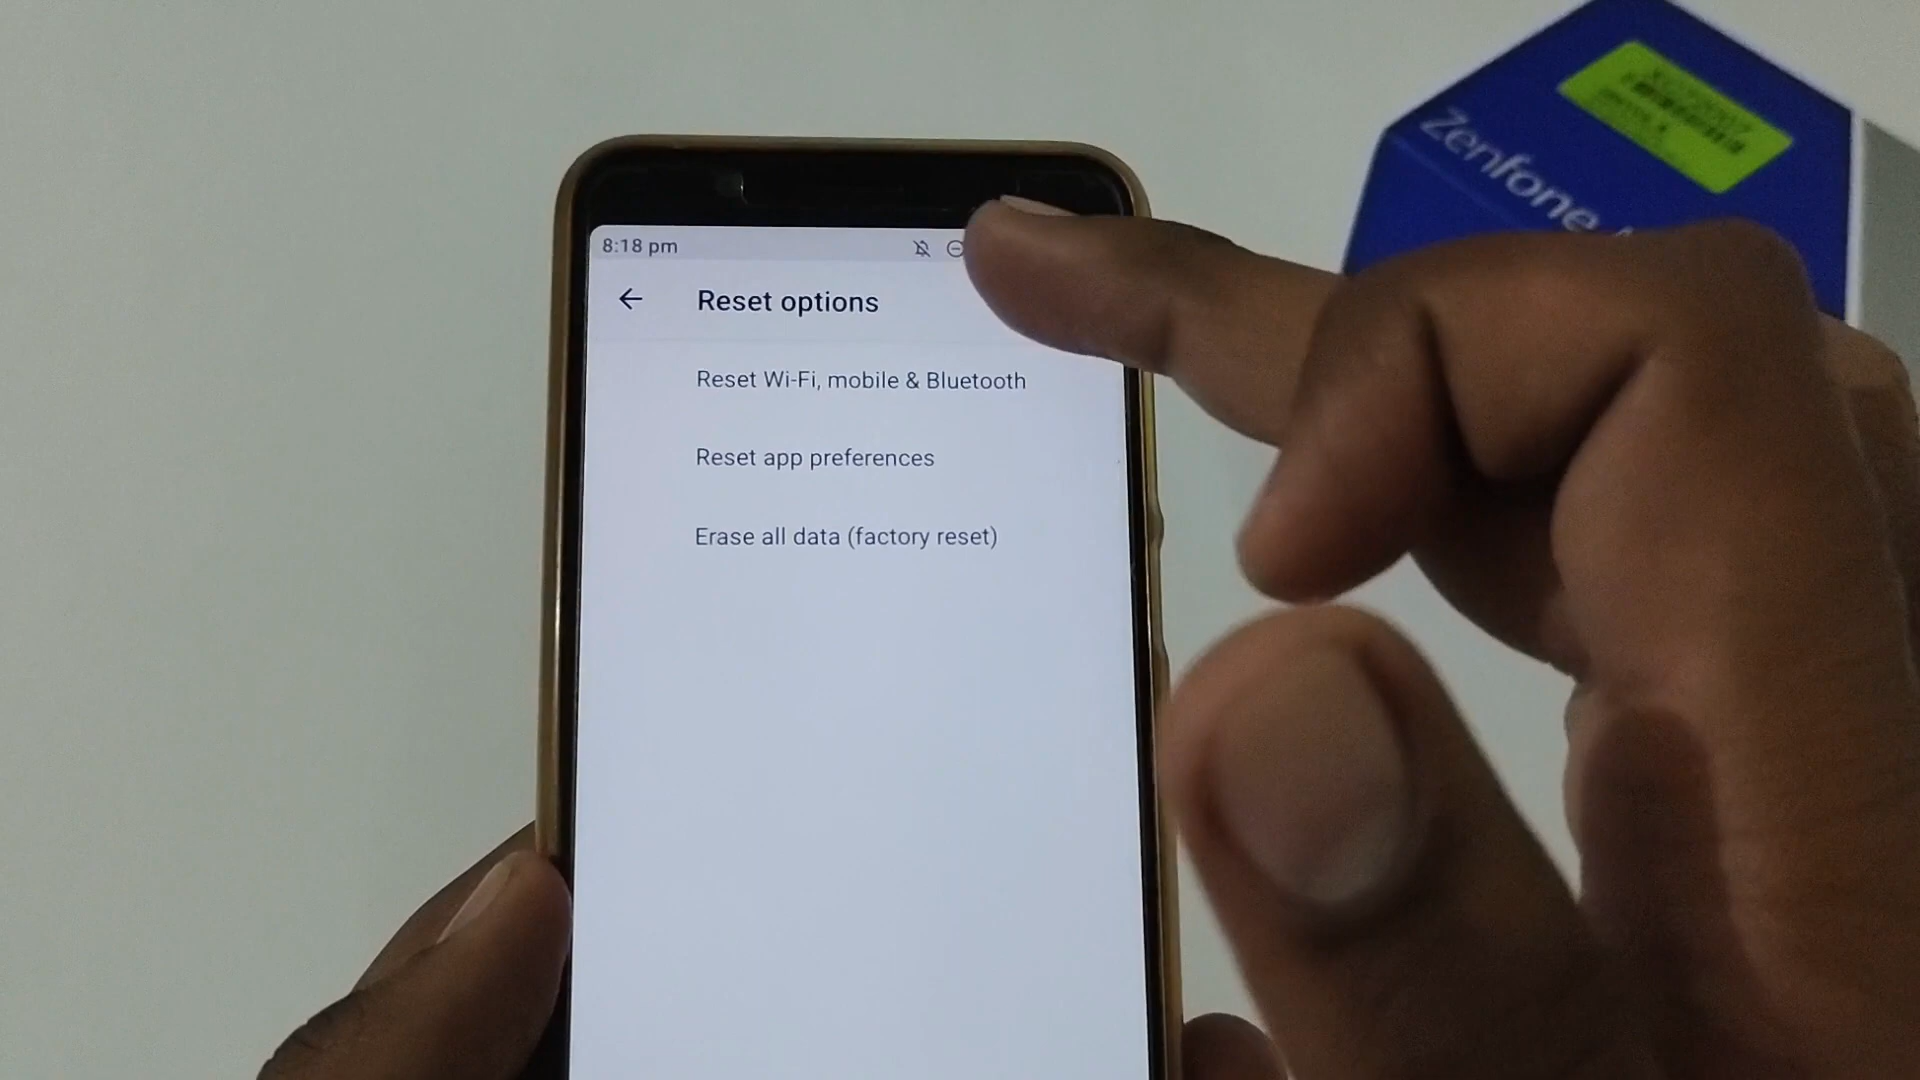 8:18 pm
Reset options
Reset Wi-Fi, mobile & Bluetooth
Reset app preferences
Erase all data (factory reset)
Zenfone